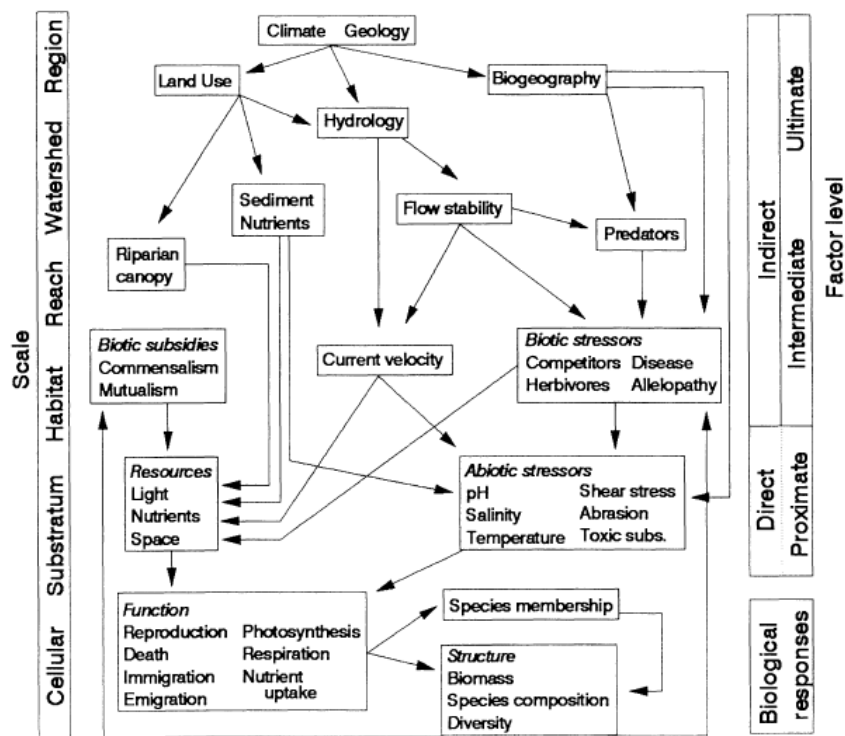 Climate Geology
Land Use
Biogeography
Hydrology
Sediment
Nutrients
Flow stability
Predators
Riparian
canopy
Biotic subsidies
Commensalism
Mutualism
Current velocity
Biotic stressors
Competitors Disease
Herbivores Allelopathy
Resources
Light
Nutrients
Space
Abiotic stressors
pH Shear stress
Salinity Abrasion
Temperature Toxic subs.
Function
Reproduction Photosynthesis
Death Respiration
Immigration Nutrient
Emigration uptake
Species membership
Structure
Biomass
Species composition
Diversity
Scale
Region
Watershed
Reach
Habitat
Substratum
Cellular
Indirect
Direct
Ultimate
Intermediate
Proximate
Factor level
Biological
responses